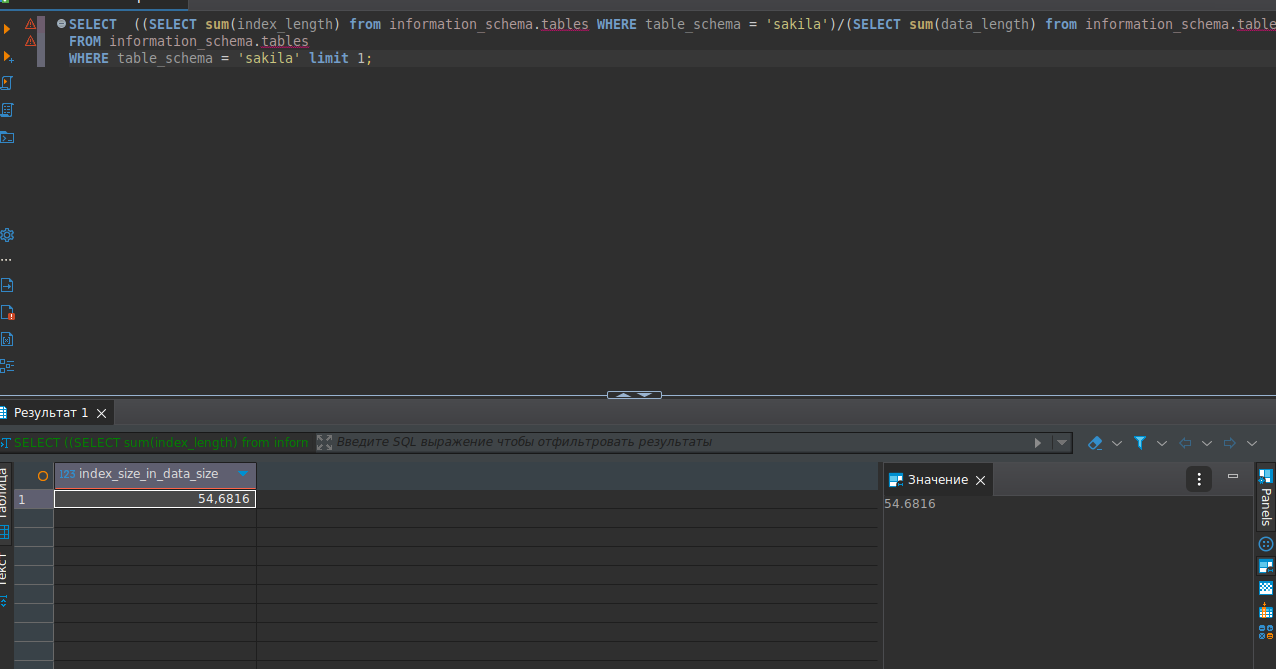 SELECT ((SELECT sum(index_length) from information_schema.tables WHERE table_schema = 'sakila')/(SELECT sum(data_length) from information_schema.table
FROM information_schema.tables
WHERE table_schema = 'sakila' limit 1;
Результат 1
SELECT ((SELECT sum(index_length) from inforn
Введите SQL выражение чтобы отфильтровать результаты
Таблица
Текст
123 index_size_in_data_size
1
54,6816
Значение
54.6816
Panels